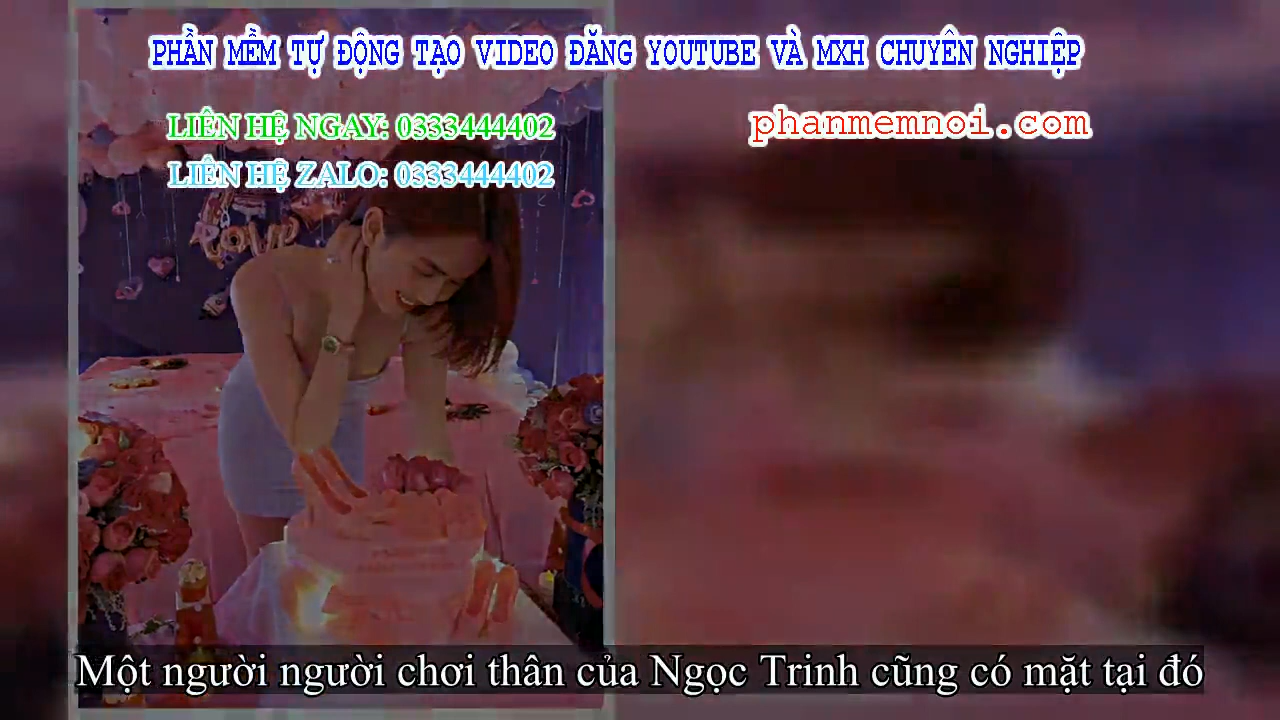 PHẦN MỀM TỰ ĐỘNG TẠO VIDEO ĐĂNG YOUTUBE VÀ MXH CHUYÊN NGHIỆP
LIÊN HỆ NGAY: 0333444402
phanmemnoi.com
LIÊN HỆ ZALO: 0333444402
LOVE
Một người người chơi thân của Ngọc Trinh cũng có mặt tại đó